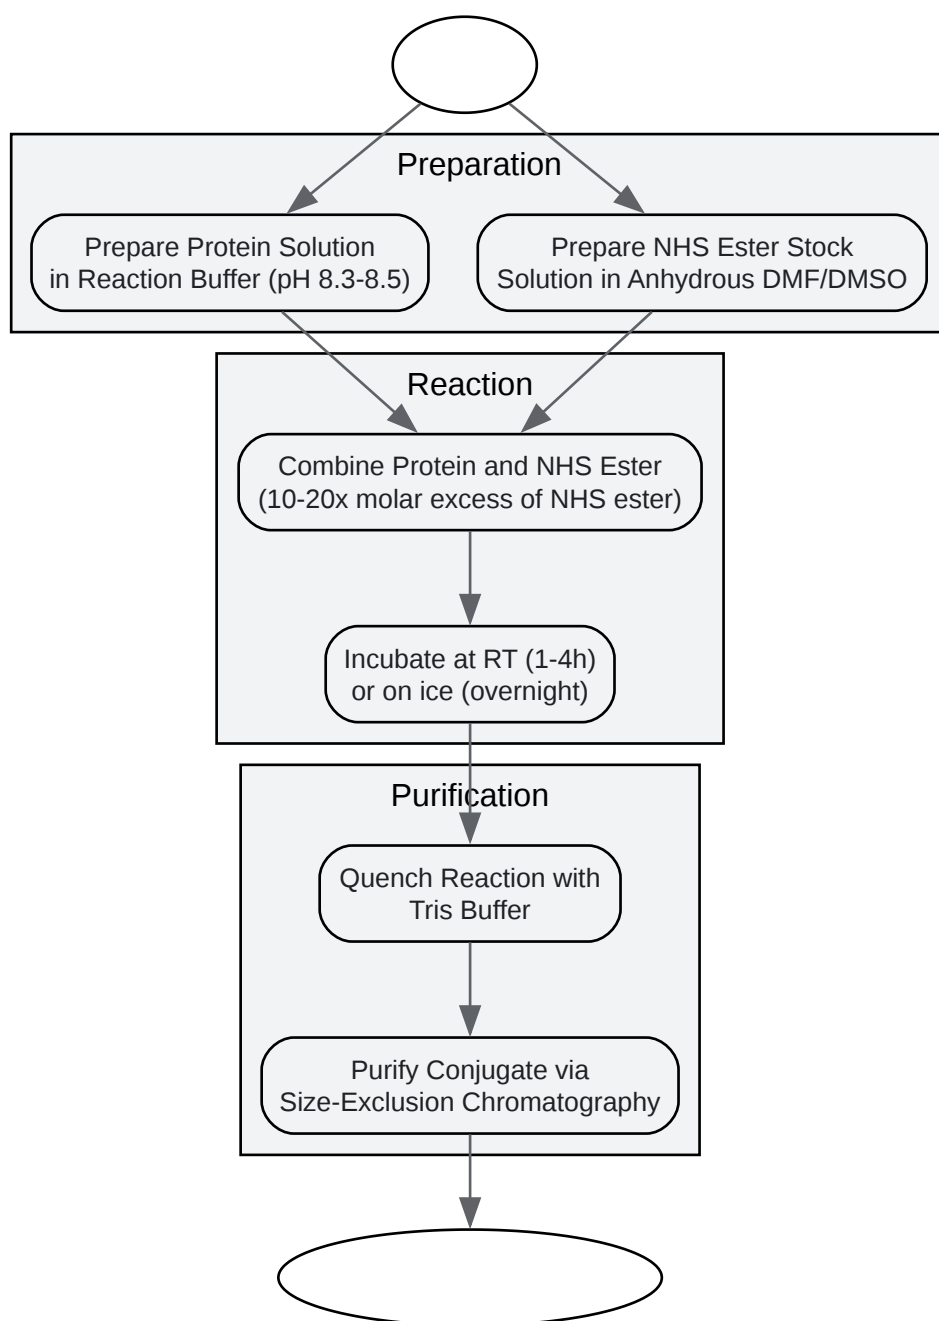 Preparation
Prepare Protein Solution
in Reaction Buffer (pH 8.3-8.5)
Prepare NHS Ester Stock
Solution in Anhydrous DMF/DMSO
Reaction
Combine Protein and NHS Ester
(10-20x molar excess of NHS ester)
Incubate at RT (1-4h)
or on ice (overnight)
Purification
Quench Reaction with
Tris Buffer
Purify Conjugate via
Size-Exclusion Chromatography